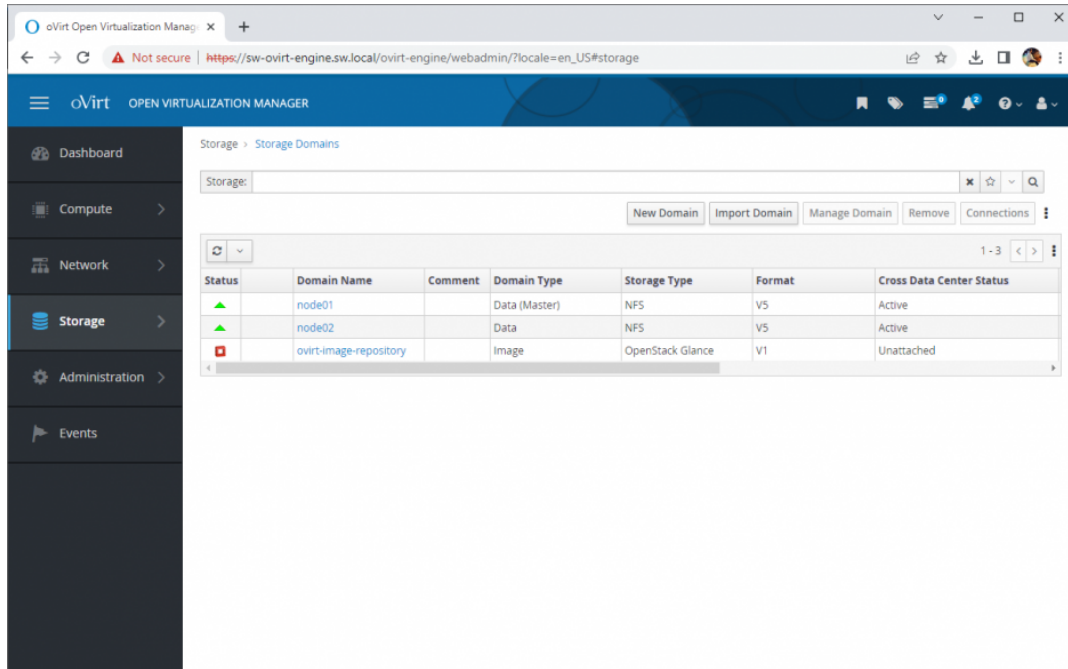 oVirt Open Virtualization Manag
Not secure | https://sw-ovirt-engine.sw.local/ovirt-engine/webadmin/?locale=en_US#storage
oVirt OPEN VIRTUALIZATION MANAGER
0 2
Dashboard
Compute
Network
Storage
Administration
Events
Storage > Storage Domains
Storage:
New Domain Import Domain Manage Domain Remove Connections
1 - 3
Status Domain Name Comment Domain Type Storage Type Format Cross Data Center Status
node01 Data (Master) NFS V5 Active
node02 Data NFS V5 Active
ovirt-image-repository Image OpenStack Glance V1 Unattached